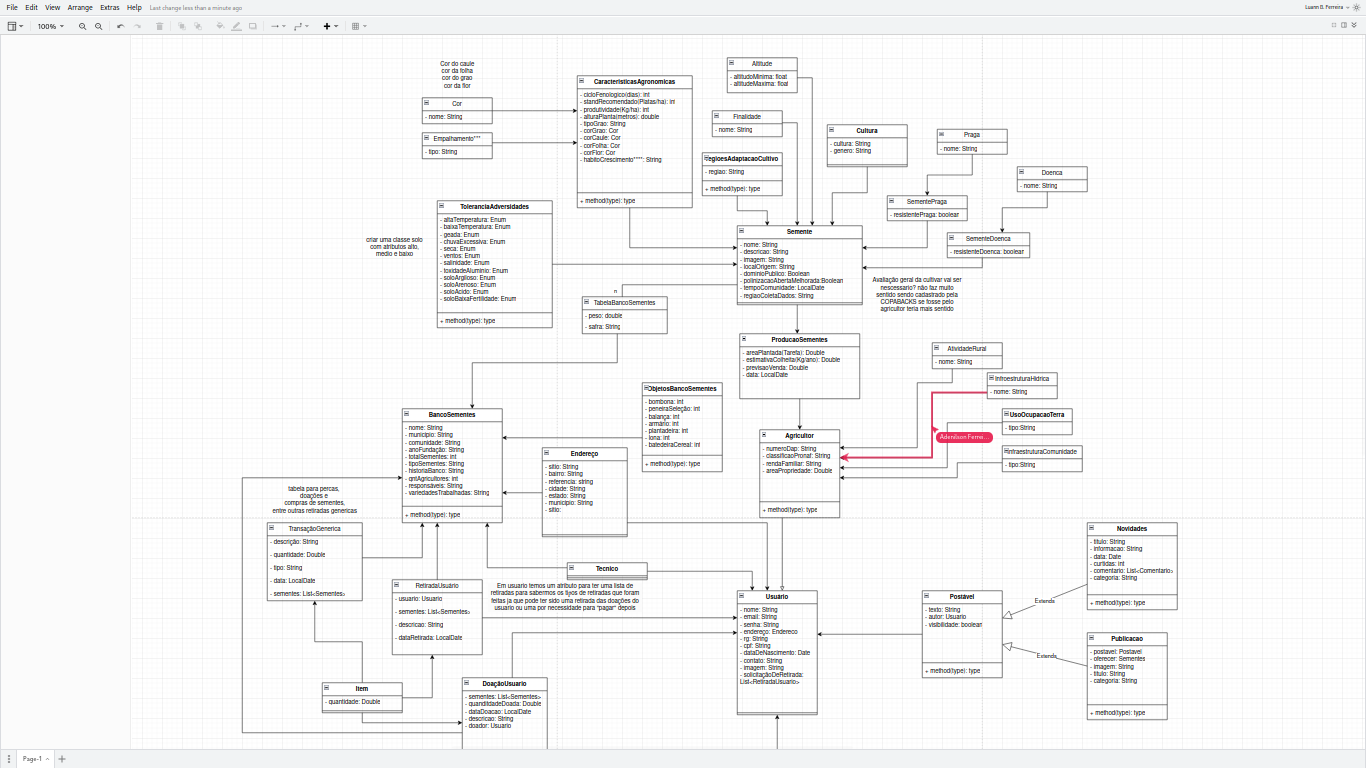 File Edit View Arrange Extras Help Last change less than a minute ago
Luann B. Ferreira
100%
Cor do caule
cor da folha
cor do grao
cor da flor
Cor
- nome: String
Empalhamento***
- tipo: String
CaracteristicasAgronomicas
- cicloFenologico(dias): int
- standRecomendado(Platas/ha): int
- produtividade(Kg/ha): int
- alturaPlanta(metros): double
- tipoGrao: String
- corGrao: Cor
- corCaule: Cor
- corFolha: Cor
- corFlor: Cor
- habitoCrescimento****: String
+ method(type): type
Altitude
- altitudoMinima: float
- altitudeMaxima: float
Finalidade
- nome: String
RegioesAdaptacaoCultivo
- regiao: String
+ method(type): type
Cultura
- cultura: String
- genero: String
Praga
- nome: String
Doenca
- nome: String
SementePraga
- resistentePraga: boolear
SementeDoenca
- resistenteDoenca: boolear
ToleranciaAdversidades
- altaTemperatura: Enum
- baixaTemperatura: Enum
- geada: Enum
- chuvaExcessiva: Enum
- seca: Enum
- ventos: Enum
- salinidade: Enum
- toxidadeAluminio: Enum
- soloArgiloso: Enum
- soloArenoso: Enum
- soloAcido: Enum
- soloBaixaFertilidade: Enum
+ method(type): type
criar uma classe solo
com atributos alto,
medio e baixo
Semente
- nome: String
- descricao: String
- imagem: String
- localOrigem: String
- dominioPublico: Boolean
- polinizacaoAbertaMelhorada:Boolean
- tempoComunidade: LocalDate
- regiaoColetaDados: String
Avaliação geral da cultivar vai ser
nescessario? não faz muito
sentido sendo cadastrado pela
COPABACKS se fosse pelo
agricultor teria mais sentido
n
TabelaBancoSementes
- peso: double
- safra: String
ProducaoSementes
- areaPlantada(Tarefa): Double
- estimativaColheita(Kg/ano): Double
- previsaoVenda: Double
- data: LocalDate
AtividadeRural
- nome: String
InfraestruturaHidrica
- nome: String
UsoOcupacaoTerra
- tipo:String
InfraestruturaComunidade
- tipo:String
Adenilson Ferrei...
ObjetosBancoSementes
- bombona: int
- peneiraSeleção: int
- balança: int
- armário: int
- plantadeira: int
- lona: int
- batedeiraCereal: int
+ method(type): type
BancoSementes
- nome: String
- municipio: String
- comunidade: String
- anoFundação: String
- totalSementes: int
- tipoSementes: String
- historiaBanco: String
- qntAgricultores: int
- responsáveis: String
- variedadesTrabalhadas: String
+ method(type): type
Endereço
- sitio: String
- bairro: String
- referencia: string
- cidade: String
- estado: String
- municipio: String
- sitio:
Agricultor
- numeroDap: String
- classificaoPronaf: String
- rendaFamiliar: String
- areaPropriedade: Double
+ method(type): type
tabela para percas,
doações e
compras de sementes,
entre outras retiradas genericas
TransaçãoGenerica
- descrição: String
- quantidade: Double
- tipo: String
- data: LocalDate
- sementes: List<Sementes>
RetiradaUsuário
- usuario: Usuario
- sementes: List<Sementes>
- descricao: String
- dataRetirada: LocalDate
Tecnico
Em usuario temos um atributo para ter uma lista de
retiradas para sabermos os tipos de retiradas que foram
feitas ja que pode ter sido uma retirada das doações do
usuario ou uma por necessidade para "pagar" depois
Usuário
- nome: String
- email: String
- senha: String
- endereço: Endereco
- rg: String
- cpf: String
- dataDeNascimento: Date
- contato: String
- imagem: String
- solicitaçãoDeRetirada:
List<RetiradaUsuario>
Postável
- texto: String
- autor: Usuario
- visibilidade: boolean
+ method(type): type
Novidades
- titulo: String
- informacao: String
- data: Date
- curtidas: int
- comentario: List<Comentario>
- categoria: String
+ method(type): type
Extends
Extends
Publicacao
- postavel: Postavel
- oferecer: Sementes
- imagem: String
- titulo: String
- categoria: String
+ method(type): type
Item
- quantidade: Double
DoaçãoUsuario
- sementes: List<Sementes>
- quanditdadeDoada: Double
- dataDoacao: LocalDate
- descricao: String
- doador: Usuario
Page-1